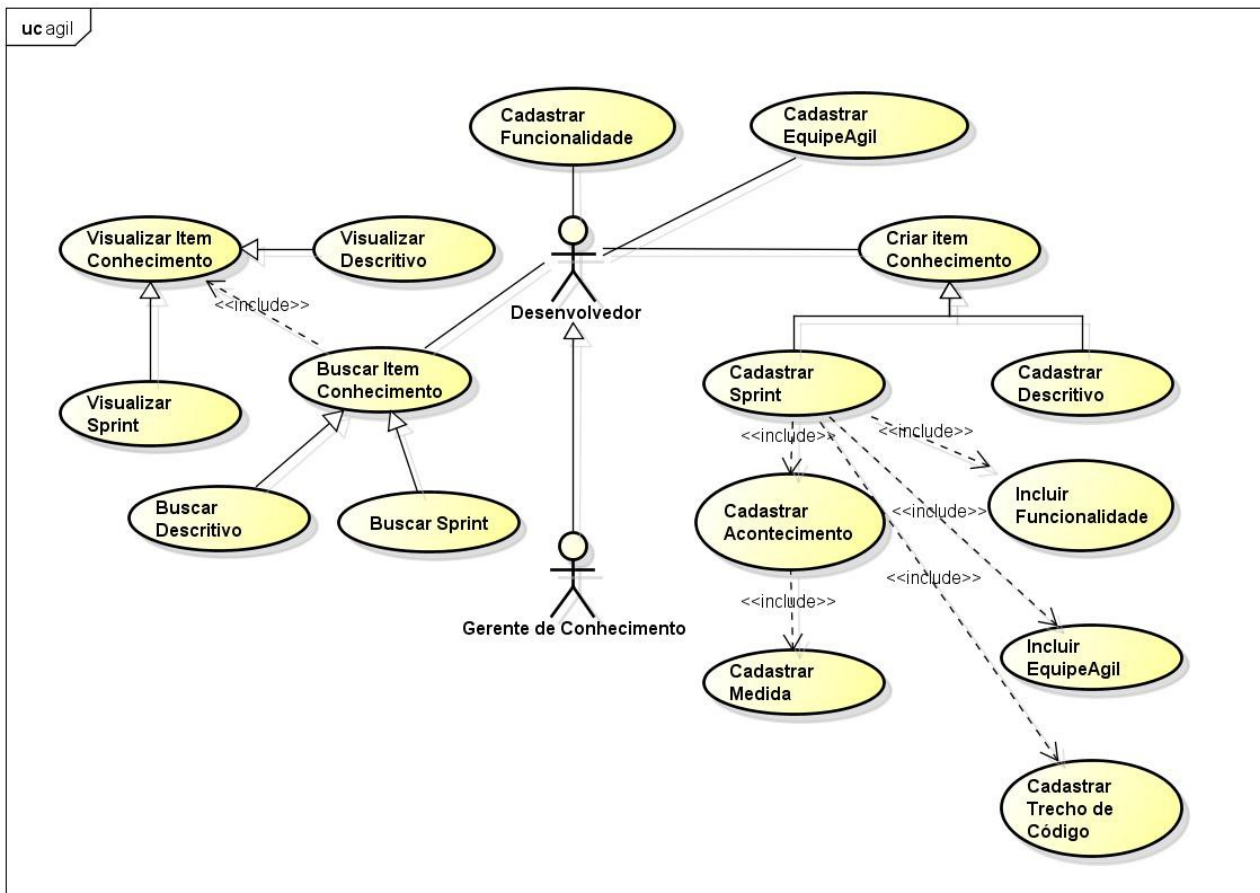 uc agil
Cadastrar
Funcionalidade
Cadastrar
EquipeAgil
Visualizar Item
Conhecimento
Visualizar
Descritivo
Criar item
Conhecimento
<<include>>
Desenvolvedor
Buscar Item
Conhecimento
Visualizar
Sprint
Cadastrar
Sprint
Cadastrar
Descritivo
<<include>>
<<include>>
Buscar
Descritivo
Buscar Sprint
Cadastrar
Acontecimento
Incluir
Funcionalidade
<<include>>
<<include>>
<<include>>
Gerente de Conhecimento
Cadastrar
Medida
Incluir
EquipeAgil
Cadastrar
Trecho de
Código